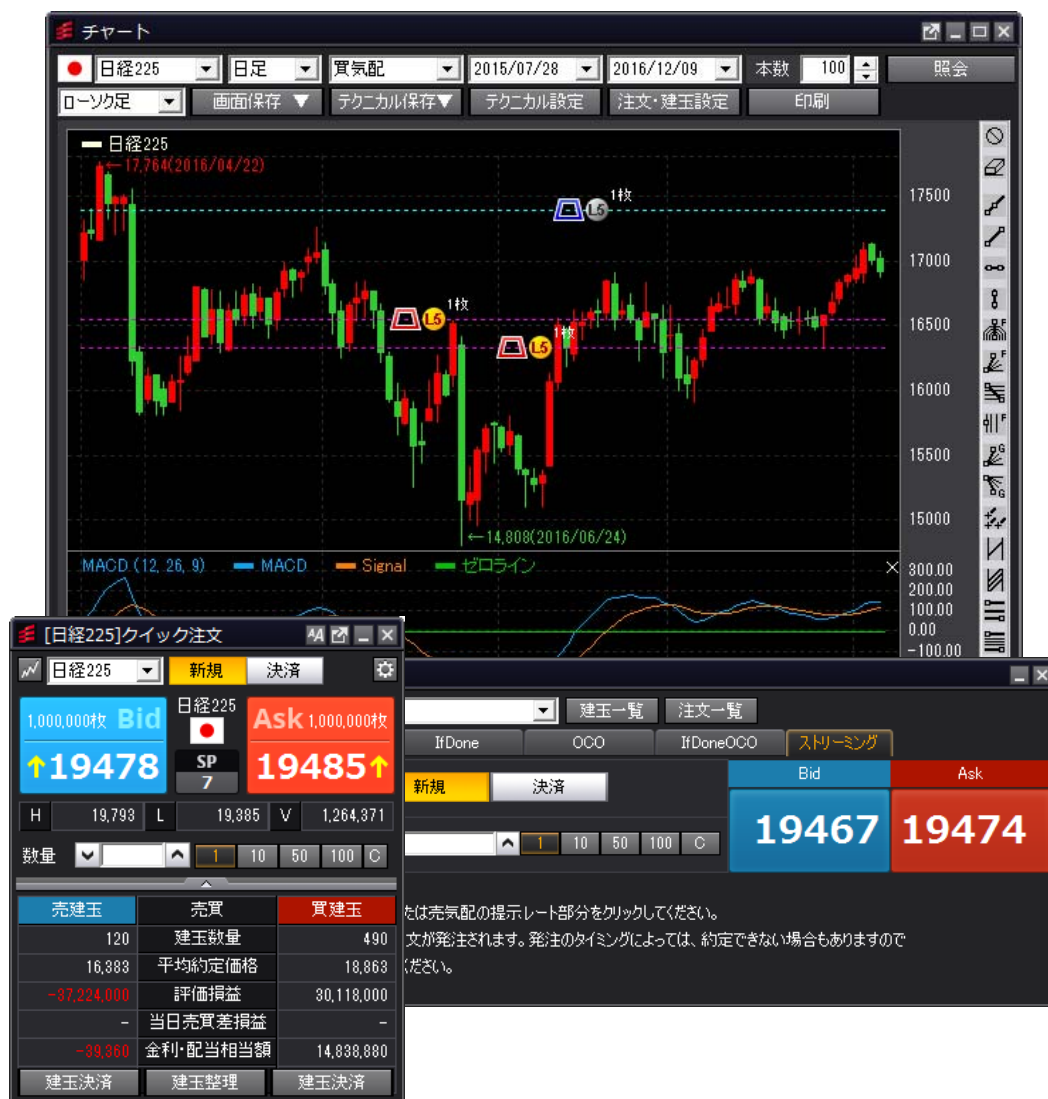 チャート
日経225 日足 買気配 2015/07/28 2016/12/09 本数 100 照会
ローソク足 画面保存 ▼ テクニカル保存▼ テクニカル設定 注文・建玉設定 印刷
日経225
←17,764(2016/04/22)
L5 1枚
L5 1枚
L5 1枚
←14,808(2016/06/24)
17500
17000
16500
16000
15500
15000
MACD (12, 26, 9) MACD Signal ゼロライン
300.00
200.00
100.00
0.00
-100.00
[日経225]クイック注文
日経225 新規 決済
1,000,000枚 Bid 日経225 Ask 1,000,000枚
↑19478 SP 7 19485↑
H 19,793 L 19,385 V 1,264,371
数量 1 10 50 100 C
売建玉 売買 買建玉
120 建玉数量 490
16,383 平均約定価格 18,863
-37,224,000 評価損益 30,118,000
- 当日売買差損益 -
-39,360 金利・配当相当額 14,838,880
建玉決済 建玉整理 建玉決済
建玉一覧 注文一覧
IfDone OCO IfDoneOCO ストリーミング
新規 決済 Bid Ask
19467 19474
1 10 50 100 C
たは売気配の提示レート部分をクリックしてください。
文が発注されます。発注のタイミングによっては、約定できない場合もありますので
ください。